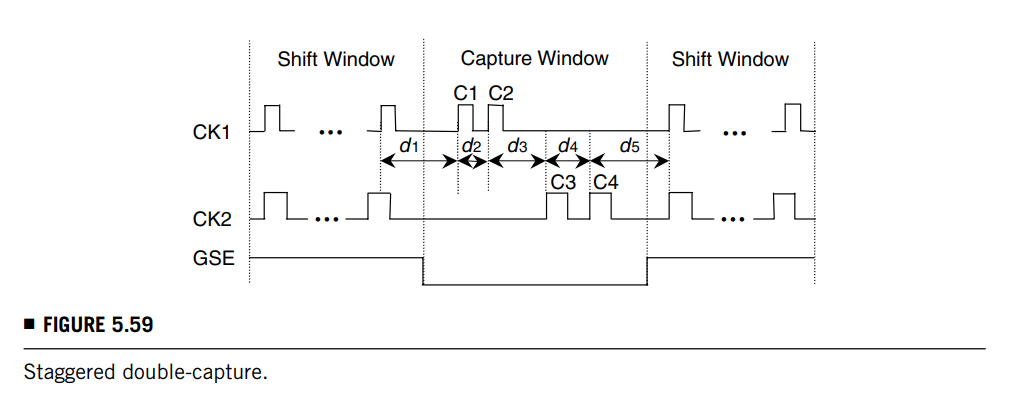 Shift Window Capture Window Shift Window
C1 C2
CK1 ... ...
d1 d2 d3 d4 d5
C3 C4
CK2 ... ...
GSE
■ FIGURE 5.59
Staggered double-capture.